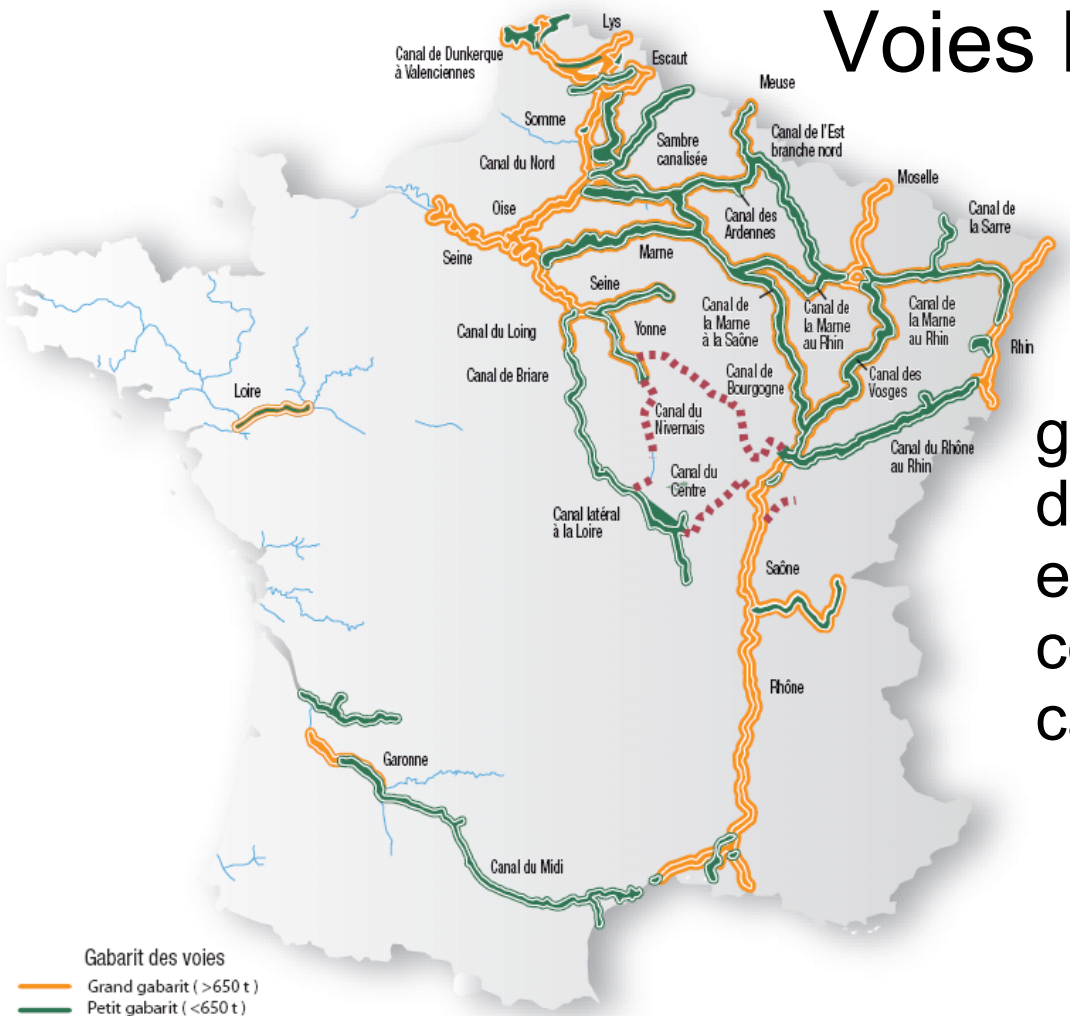 Voies
Lys
Canal de Dunkerque
à Valenciennes
Escaut
Meuse
Somme
Canal de l'Est
branche nord
Sambre
canalisée
Canal du Nord
Moselle
Oise
Canal de
la Sarre
Canal des
Ardennes
Seine
Marne
Seine
Canal de
la Marne
à la Saône
Canal de
la Marne
au Rhin
Canal de
la Marne
au Rhin
Canal du Loing
Yonne
Rhin
Canal de Briare
Canal de
Bourgogne
Canal des
Vosges
Loire
Canal du
Nivernais
g
d
Canal du Rhône
au Rhin
Canal du
Centre
Canal latéral
à la Loire
e
Saône
c
Rhône
c
Garonne
Canal du Midi
Gabarit des voies
Grand gabarit ( >650 t )
Petit gabarit ( <650 t )